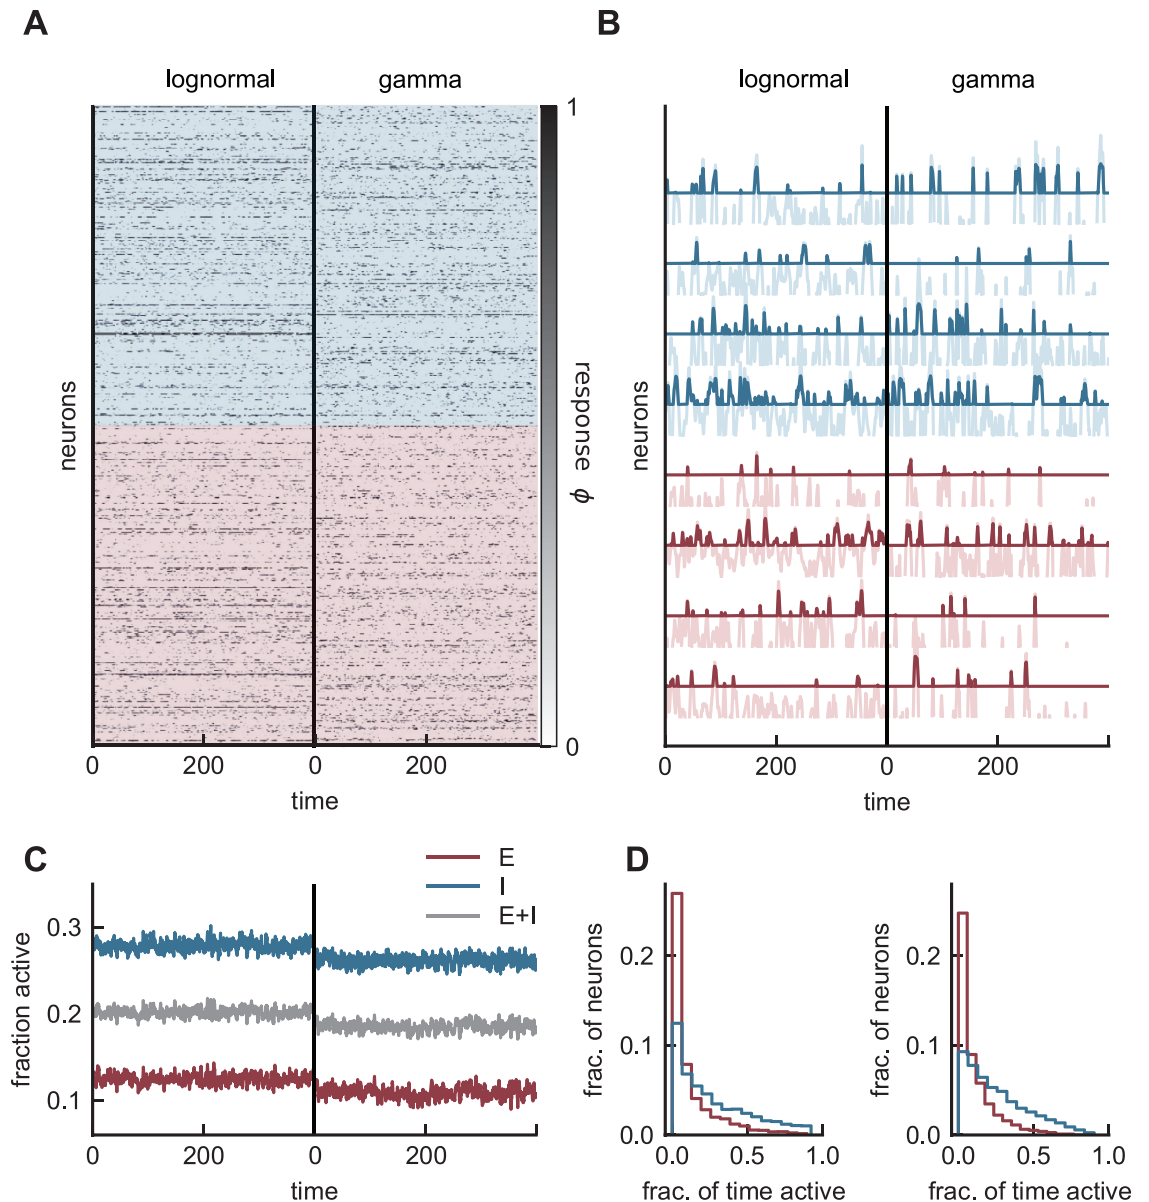 A
B
lognormal
gamma
lognormal
gamma
1
neurons
response ϕ
neurons
0
0
200
0
200
time
0
200
0
200
time
C
E
I
E+I
D
0.3
0.2
0.1
fraction active
0
200
0
200
time
frac. of neurons
0.2
0.1
0.0
0.0
0.5
1.0
frac. of time active
frac. of neurons
0.2
0.1
0.0
0.0
0.5
1.0
frac. of time active